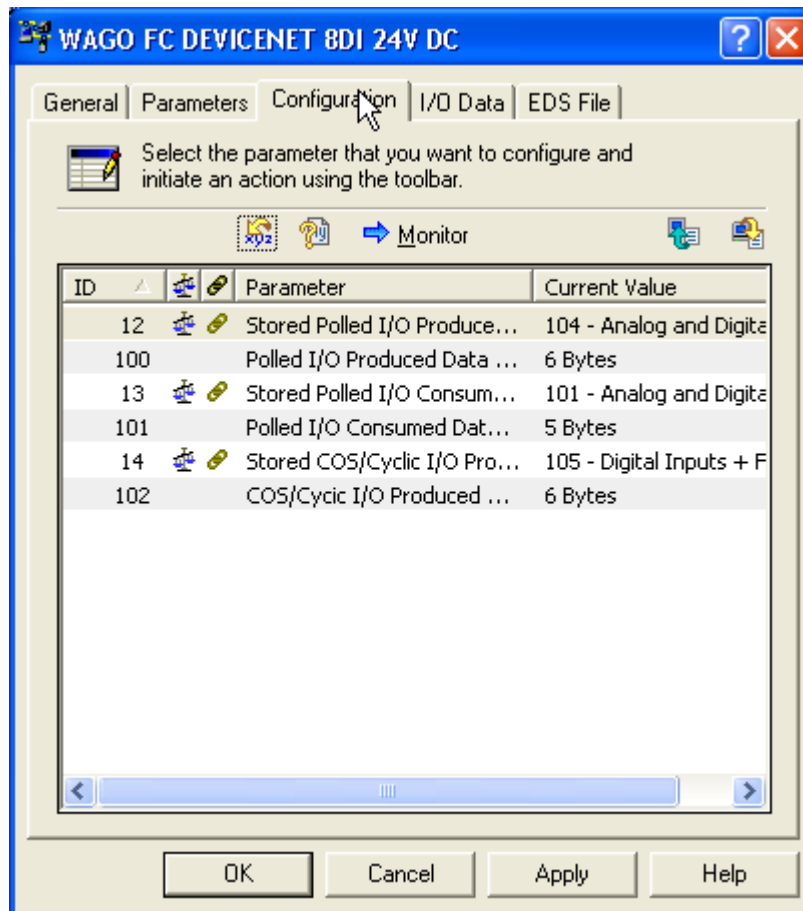 WAGO FC DEVICENET 8DI 24V DC
General Parameters Configuration I/O Data EDS File
Select the parameter that you want to configure and
initiate an action using the toolbar.
Monitor
ID Parameter Current Value
12 Stored Polled I/O Produce... 104 - Analog and Digita
100 Polled I/O Produced Data ... 6 Bytes
13 Stored Polled I/O Consum... 101 - Analog and Digita
101 Polled I/O Consumed Dat... 5 Bytes
14 Stored COS/Cyclic I/O Pro... 105 - Digital Inputs + F
102 COS/Cycic I/O Produced ... 6 Bytes
OK Cancel Apply Help